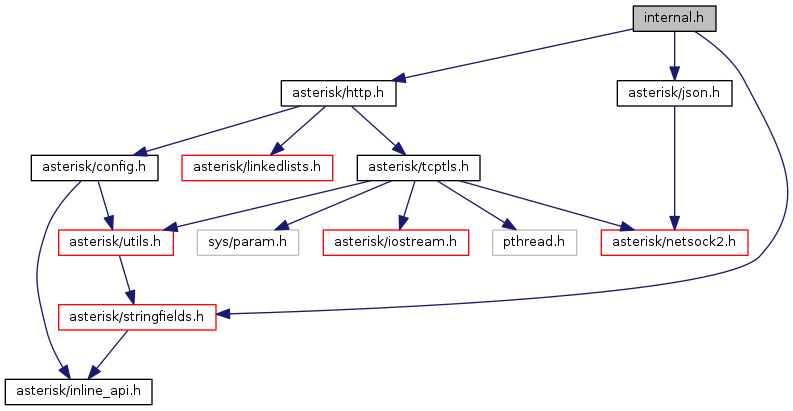 internal.h
asterisk/http.h
asterisk/json.h
asterisk/config.h
asterisk/linkedlists.h
asterisk/tcptls.h
asterisk/utils.h
sys/param.h
asterisk/iostream.h
pthread.h
asterisk/netsock2.h
asterisk/stringfields.h
asterisk/inline_api.h